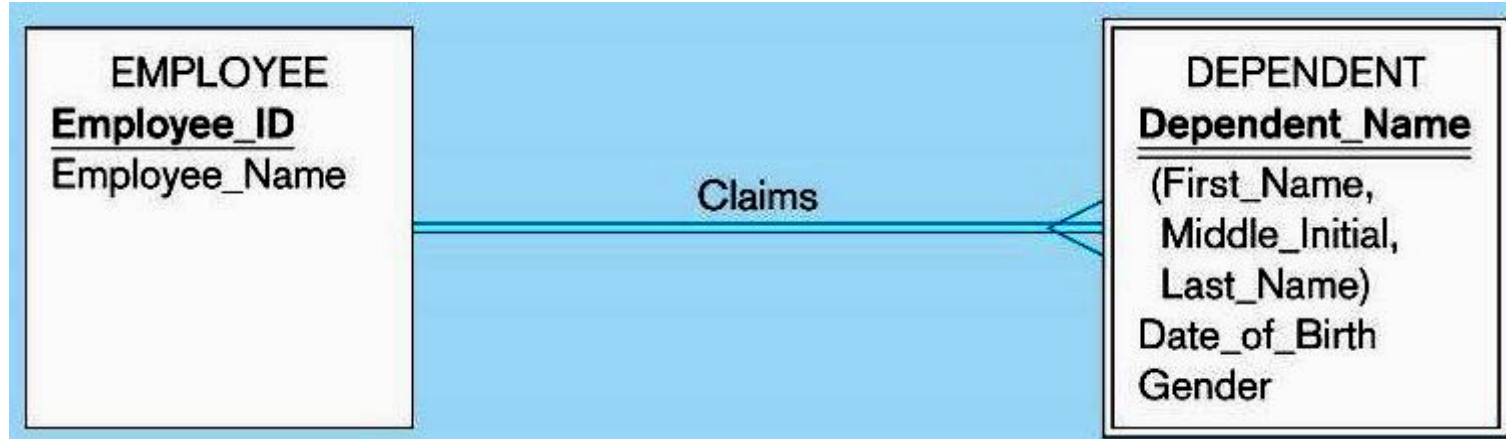 EMPLOYEE
Employee_ID
Employee_Name
Claims
DEPENDENT
Dependent_Name
(First_Name,
Middle_Initial,
Last_Name)
Date_of_Birth
Gender